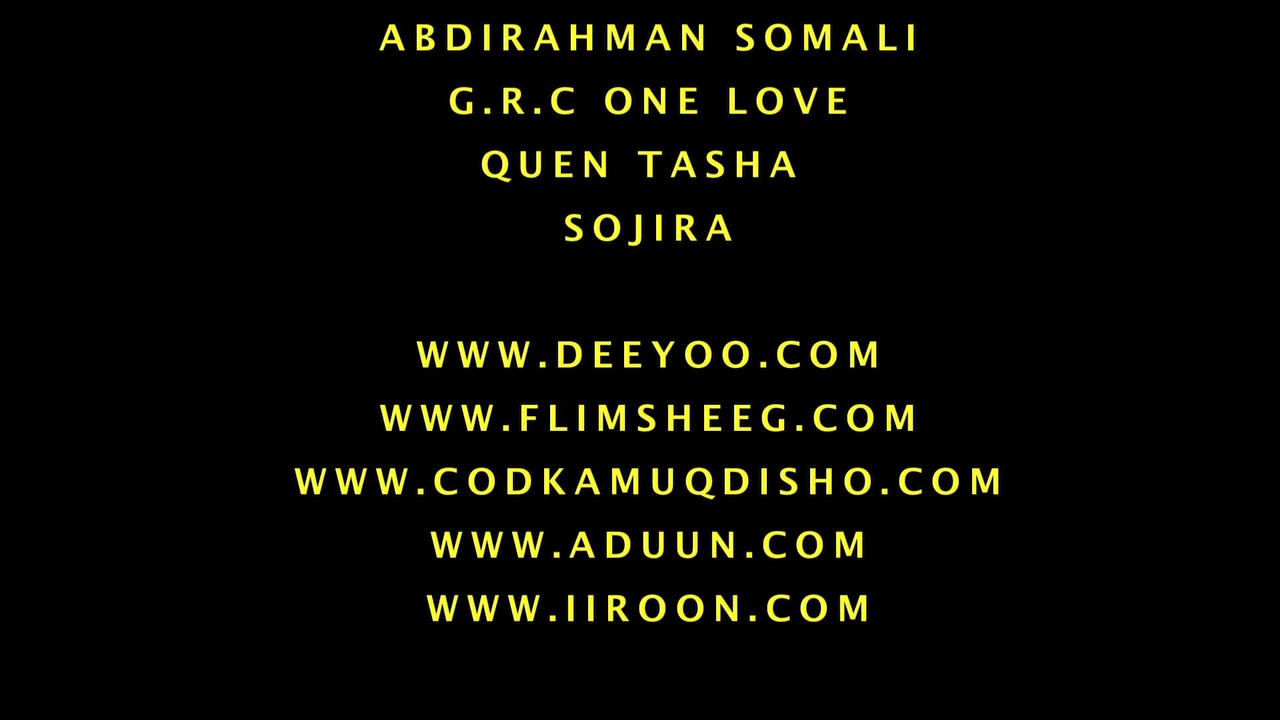 ABDIRAHMAN SOMALI
G.R.C ONE LOVE
QUEN TASHA
SOJIRA
WWW.DEEYOO.COM
WWW.FLIMSHEEG.COM
WWW.CODKAMUQDISHO.COM
WWW.ADUUN.COM
WWW.IIROON.COM